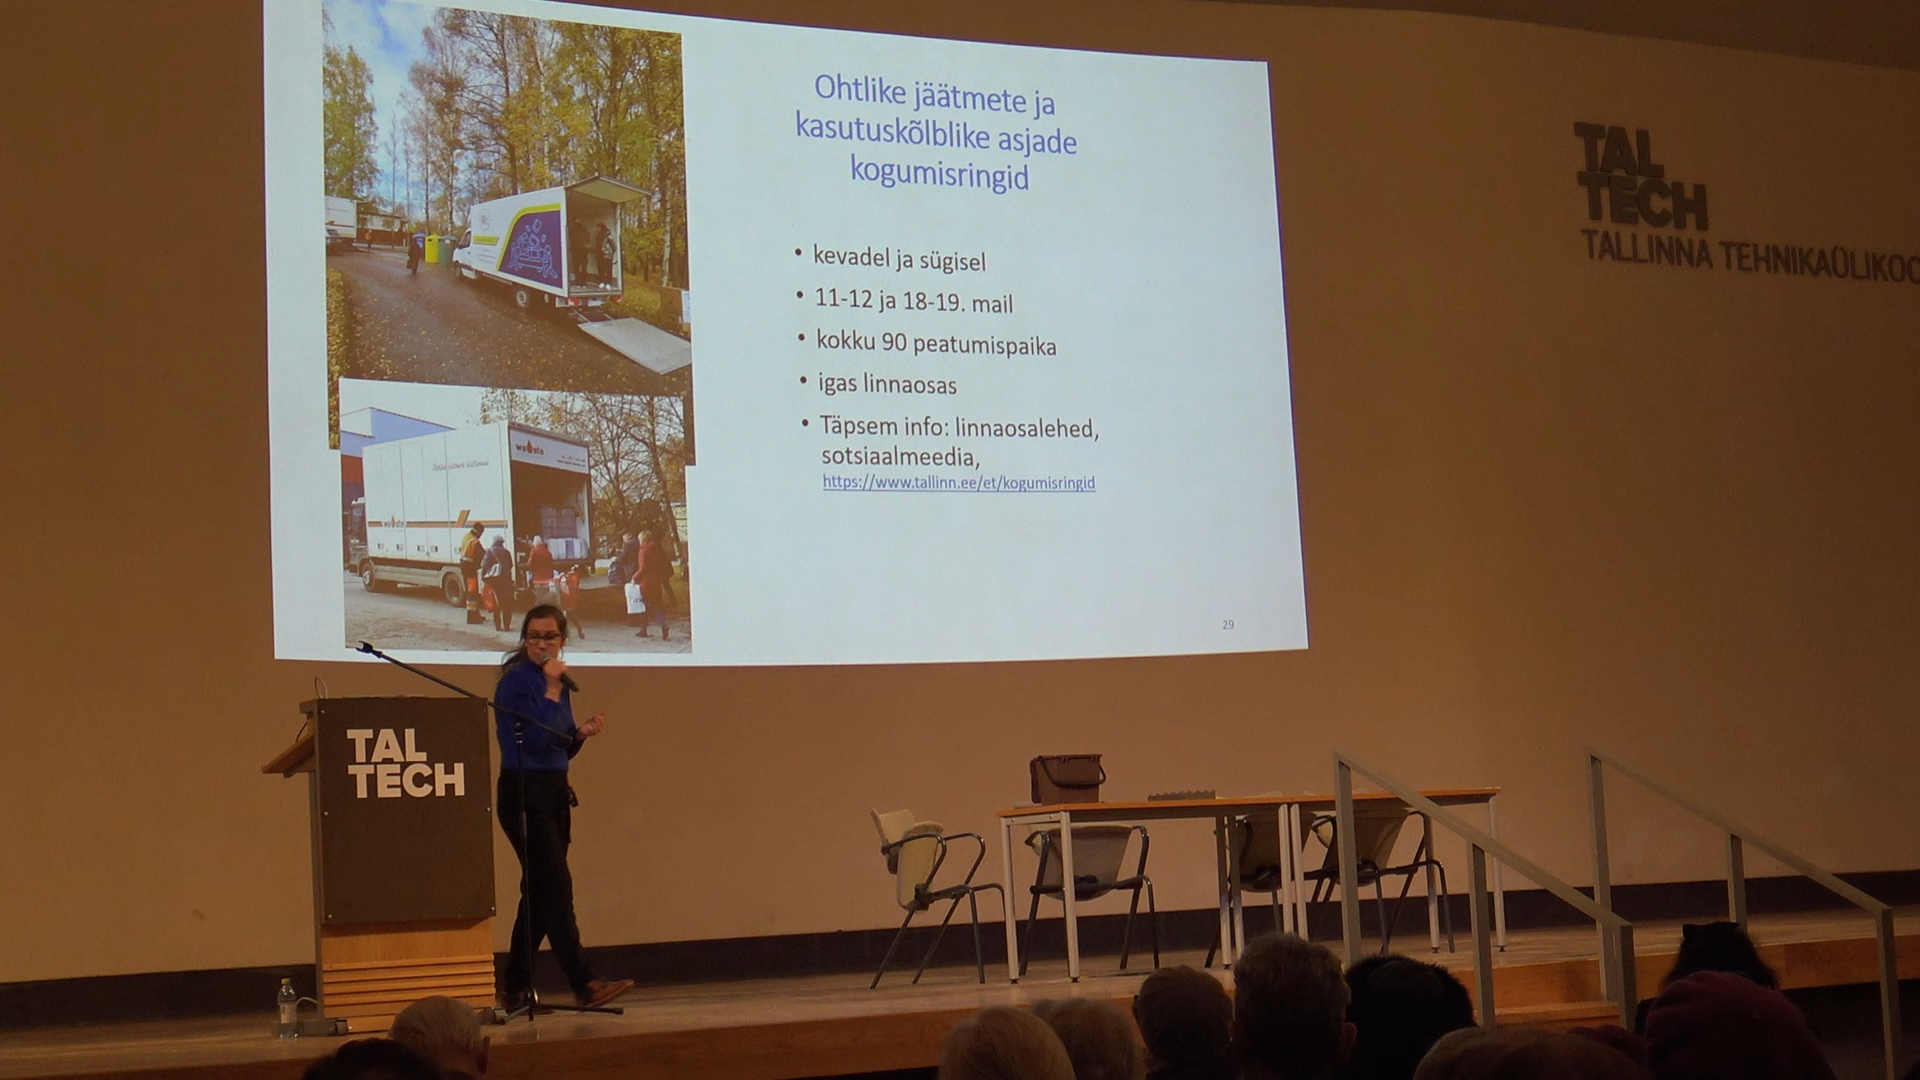 Ohtlike jäätmete ja
kasutuskõlblike asjade
kogumisringid
• kevadel ja sügisel
• 11-12 ja 18-19. mail
• kokku 90 peatumispaika
• igas linnaosas
• Täpsem info: linnaosalehed,
sotsiaalmeedia,
https://www.tallinn.ee/et/kogumisringid
29
TAL
TECH
TALLINNA TEHNIKAÜLIKOO
TAL
TECH